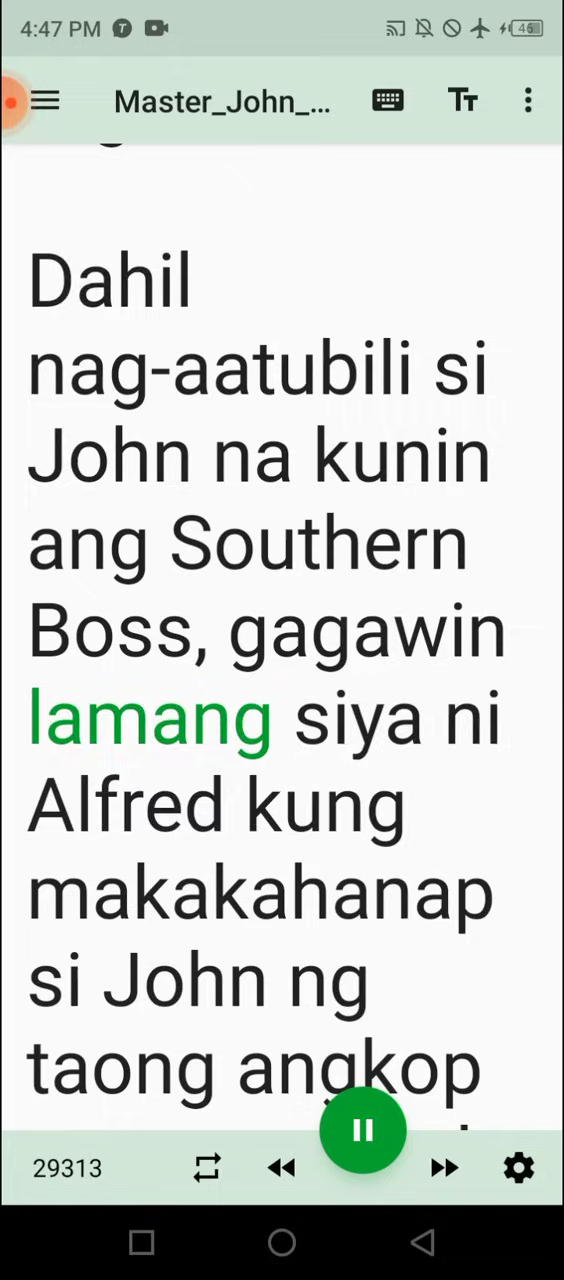 4:47 PM
46
Master_John_...
Dahil
nag-aatubili si
John na kunin
ang Southern
Boss, gagawin
lamang siya ni
Alfred kung
makakahanap
si John ng
taong angkop
29313